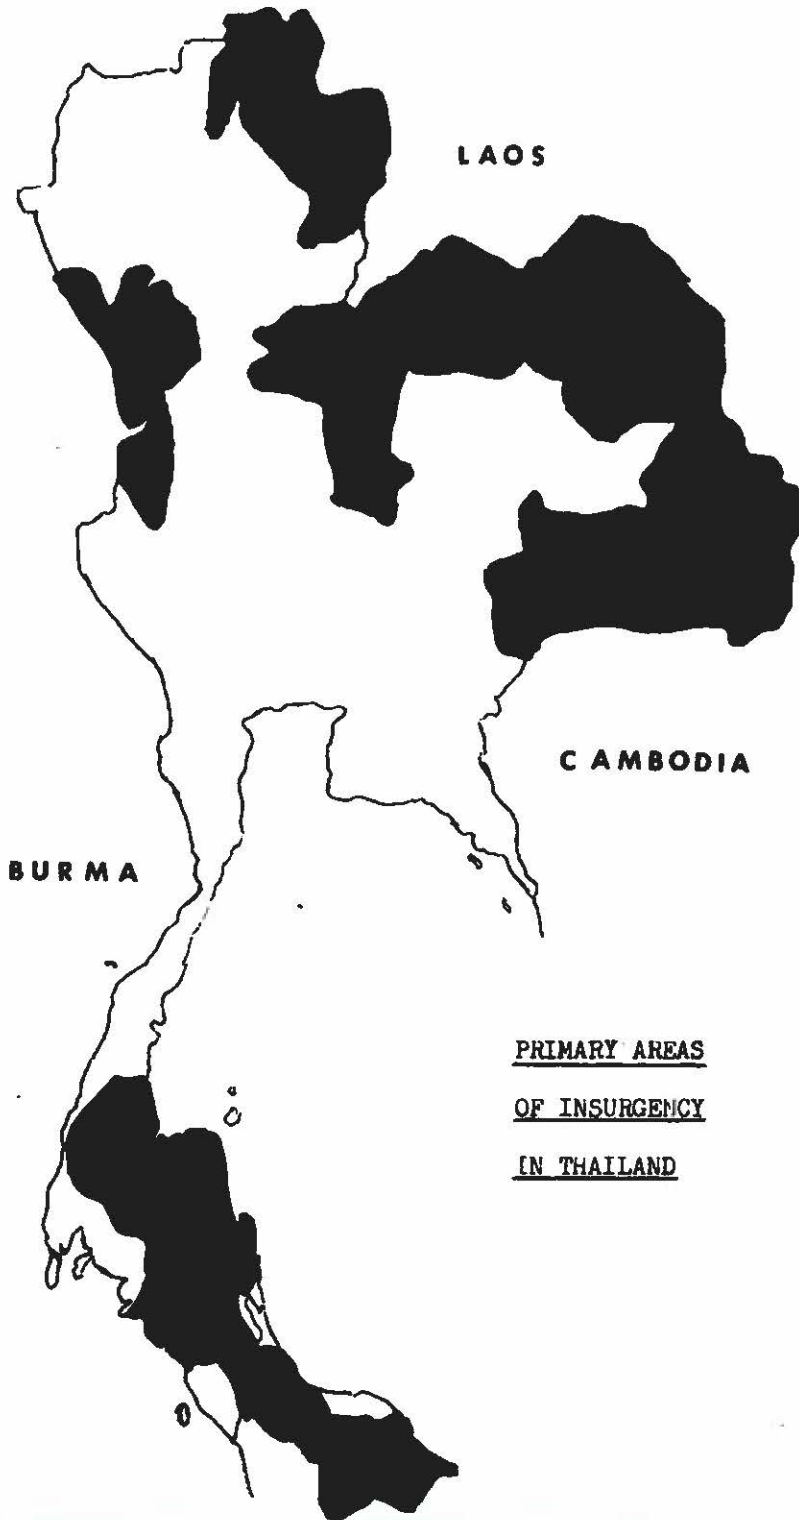 LAOS
CAMBODIA
BURMA
PRIMARY AREAS
OF INSURGENCY
IN THAILAND